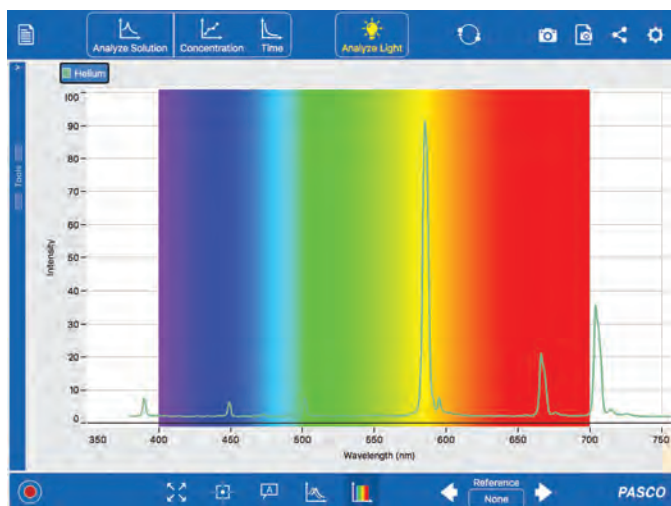 Analyze Solution Concentration Time Analyze Light
>
Helium
Tools
Intensity
100
90
80
70
60
50
40
30
20
10
0
350 400 450 500 550 600 650 700 750
Wavelength (nm)
A
Reference
None
PASCO